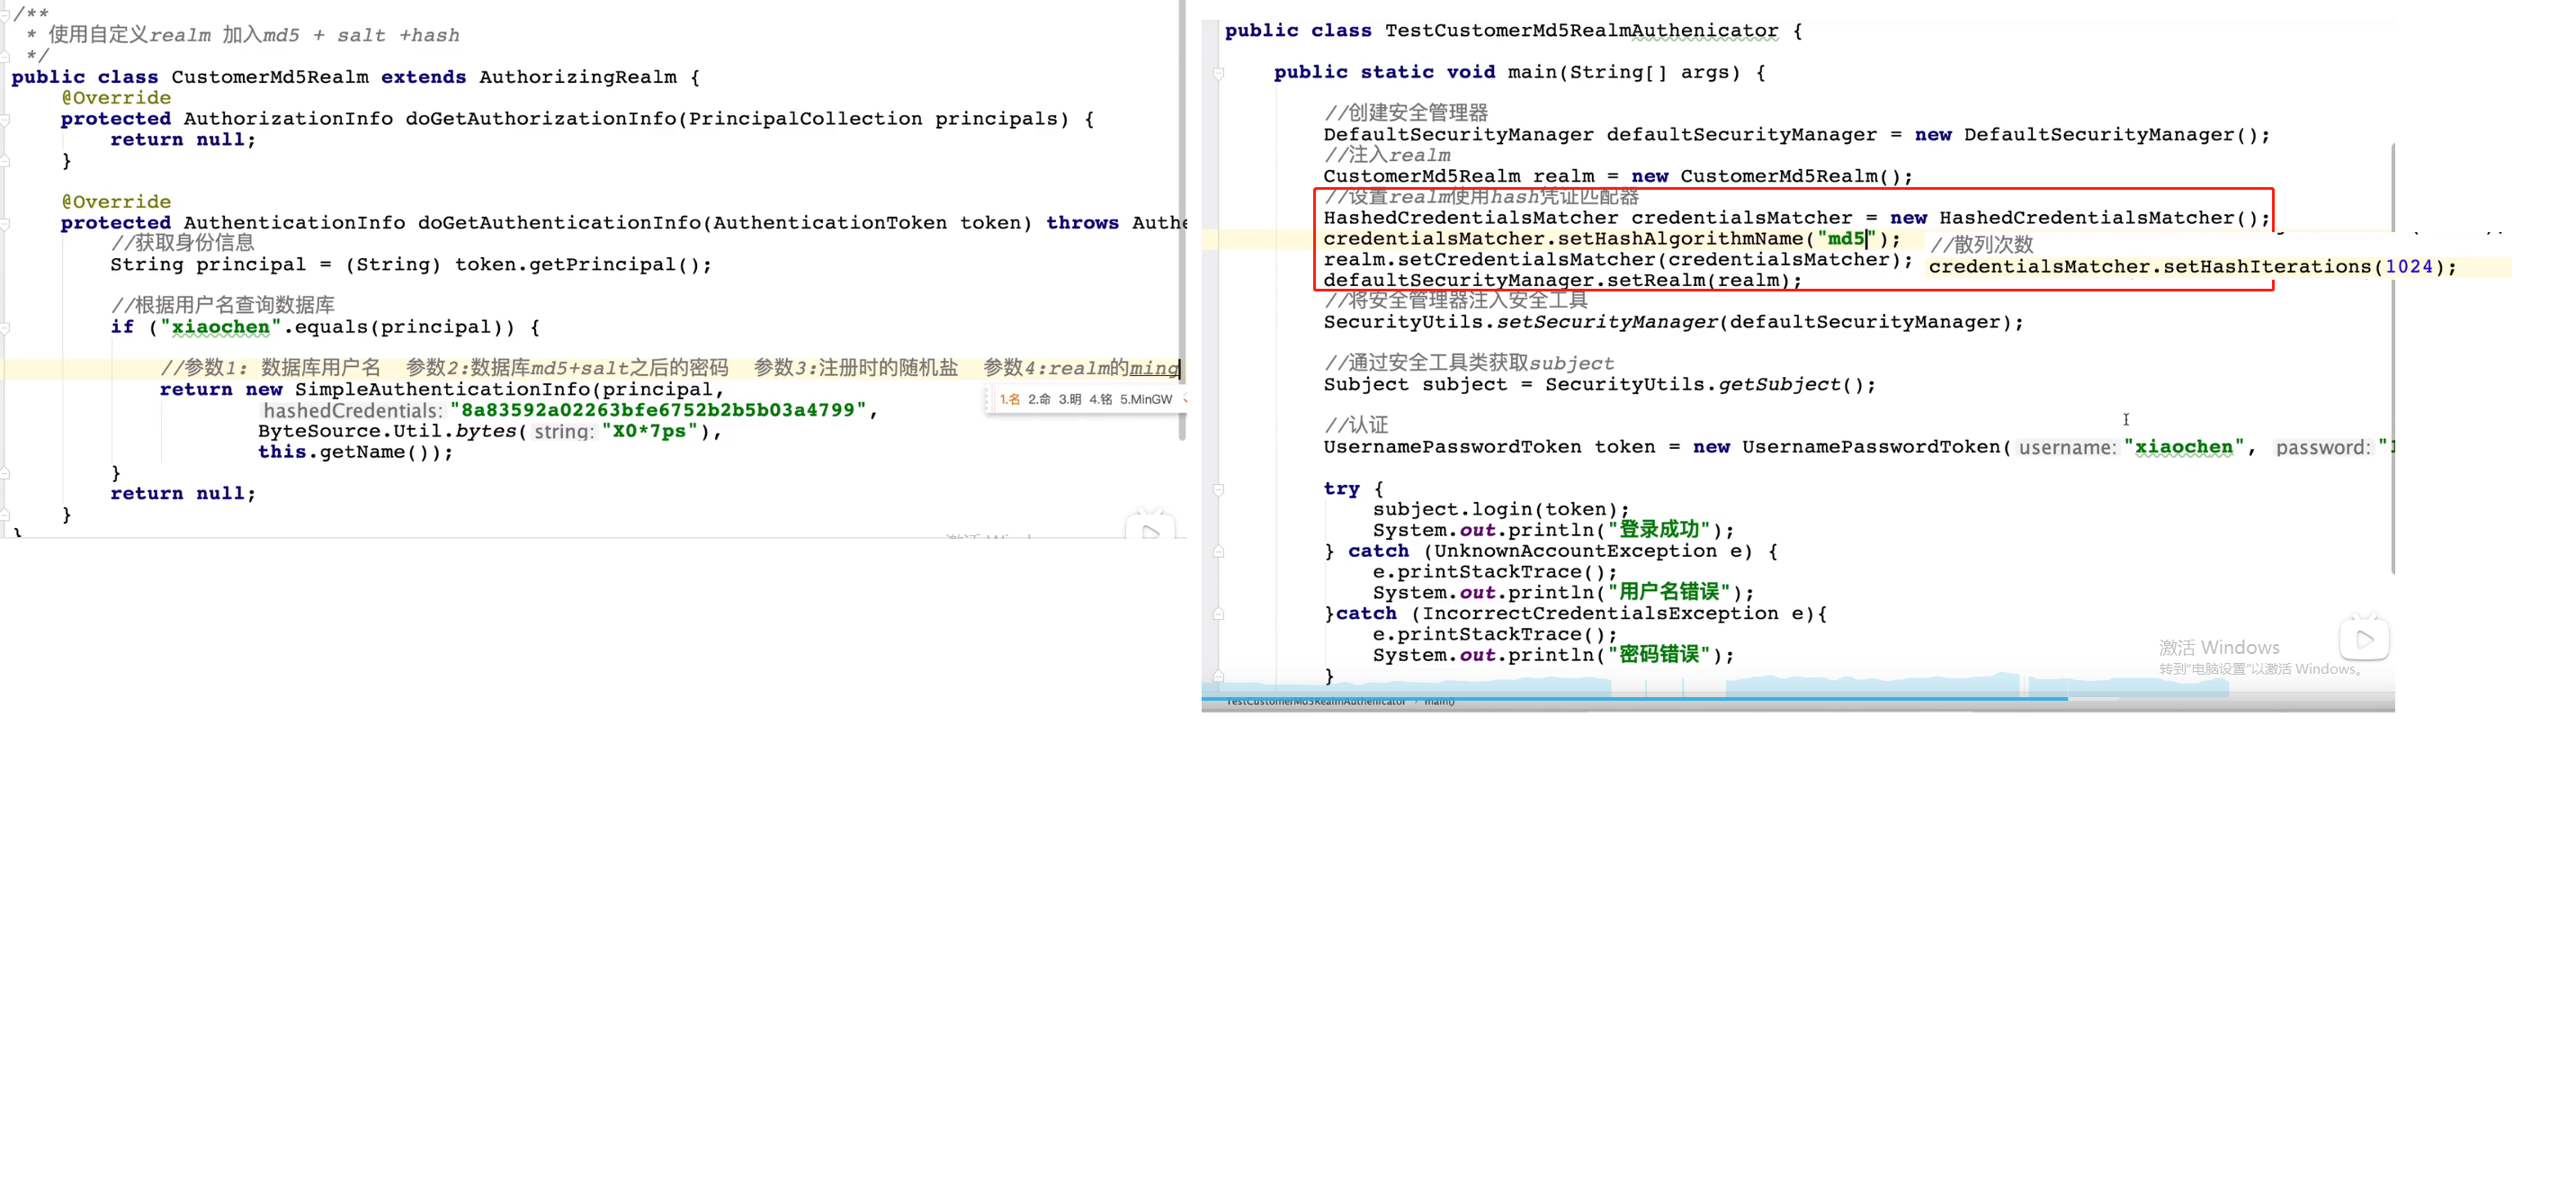 /**
 * 使用自定义realm 加入md5 + salt +hash
 */
public class CustomerMd5Realm extends AuthorizingRealm {
@Override
protected AuthorizationInfo doGetAuthorizationInfo(PrincipalCollection principals) {
return null;
}
@Override
protected AuthenticationInfo doGetAuthenticationInfo(AuthenticationToken token) throws Authe
//获取身份信息
String principal = (String) token.getPrincipal();
//根据用户名查询数据库
if ("xiaochen".equals(principal)) {
//参数1: 数据库用户名 参数2:数据库md5+salt之后的密码 参数3:注册时的随机盐 参数4:realm的ming
1.名 2.命 3.明 4.铭 5.MinGW
return new SimpleAuthenticationInfo(principal,
hashedCredentials: "8a83592a02263bfe6752b2b5b03a4799",
ByteSource.Util.bytes( string: "X0*7ps"),
this.getName());
}
return null;
}
}
public class TestCustomerMd5RealmAuthenicator {
public static void main(String[] args) {
//创建安全管理器
DefaultSecurityManager defaultSecurityManager = new DefaultSecurityManager();
//注入realm
CustomerMd5Realm realm = new CustomerMd5Realm();
//设置realm使用hash凭证匹配器
HashedCredentialsMatcher credentialsMatcher = new HashedCredentialsMatcher();
credentialsMatcher.setHashAlgorithmName("md5");
//散列次数
credentialsMatcher.setHashIterations(1024);
realm.setCredentialsMatcher(credentialsMatcher);
defaultSecurityManager.setRealm(realm);
//将安全管理器注入安全工具
SecurityUtils.setSecurityManager(defaultSecurityManager);
//通过安全工具类获取subject
Subject subject = SecurityUtils.getSubject();
//认证
UsernamePasswordToken token = new UsernamePasswordToken( username: "xiaochen", password: "1
try {
subject.login(token);
System.out.println("登录成功");
} catch (UnknownAccountException e) {
e.printStackTrace();
System.out.println("用户名错误");
}catch (IncorrectCredentialsException e){
e.printStackTrace();
System.out.println("密码错误");
}
激活 Windows
转到"电脑设置"以激活 Windows。
TestCustomerMd5RealmAuthenicator › main()